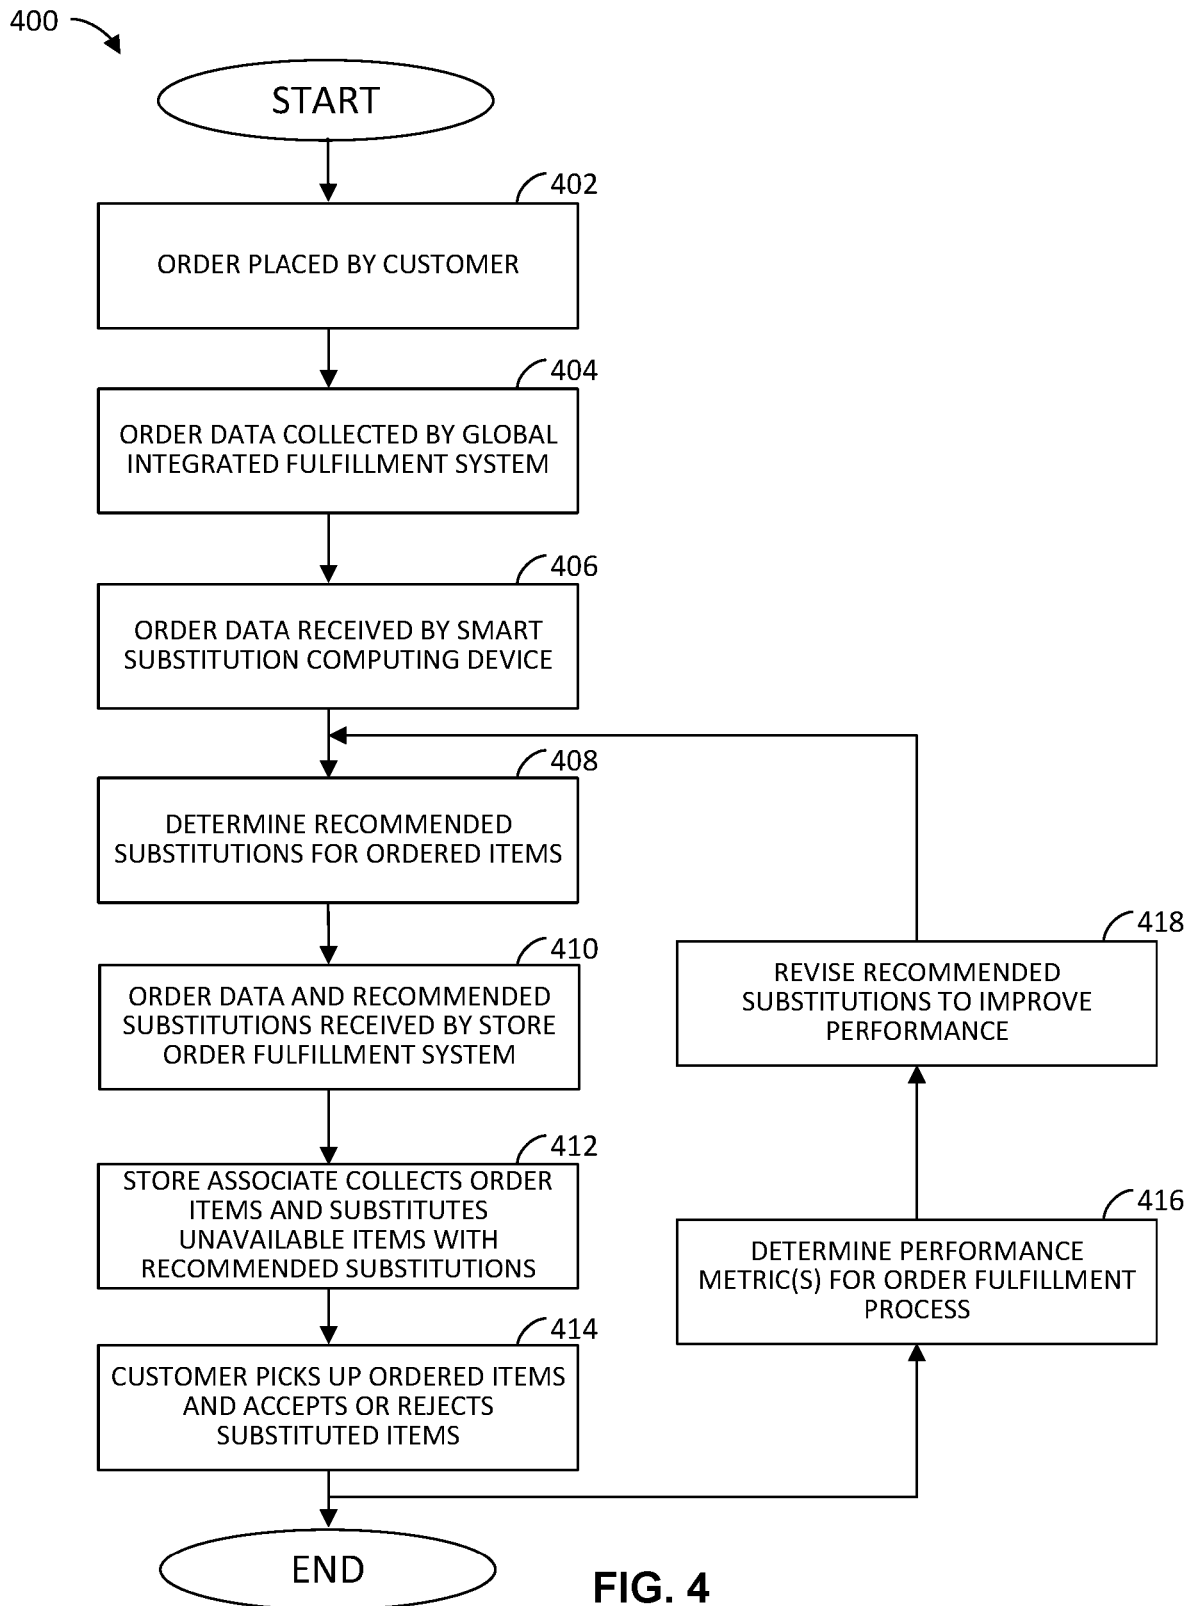 400
START
402
ORDER PLACED BY CUSTOMER
404
ORDER DATA COLLECTED BY GLOBAL
INTEGRATED FULFILLMENT SYSTEM
406
ORDER DATA RECEIVED BY SMART
SUBSTITUTION COMPUTING DEVICE
408
DETERMINE RECOMMENDED
SUBSTITUTIONS FOR ORDERED ITEMS
410
ORDER DATA AND RECOMMENDED
SUBSTITUTIONS RECEIVED BY STORE
ORDER FULFILLMENT SYSTEM
412
STORE ASSOCIATE COLLECTS ORDER
ITEMS AND SUBSTITUTES
UNAVAILABLE ITEMS WITH
RECOMMENDED SUBSTITUTIONS
414
CUSTOMER PICKS UP ORDERED ITEMS
AND ACCEPTS OR REJECTS
SUBSTITUTED ITEMS
418
REVISE RECOMMENDED
SUBSTITUTIONS TO IMPROVE
PERFORMANCE
416
DETERMINE PERFORMANCE
METRIC(S) FOR ORDER FULFILLMENT
PROCESS
END
FIG. 4